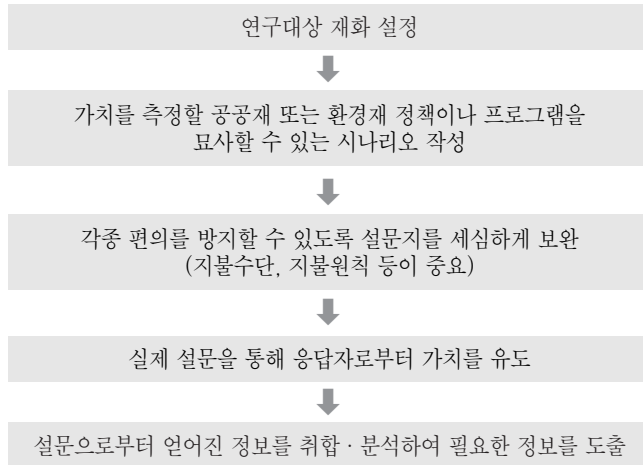 연구대상 재화 설정
가치를 측정할 공공재 또는 환경재 정책이나 프로그램을
묘사할 수 있는 시나리오 작성
각종 편의를 방지할 수 있도록 설문지를 세심하게 보완
(지불수단, 지불원칙 등이 중요)
실제 설문을 통해 응답자로부터 가치를 유도
설문으로부터 얻어진 정보를 취합 · 분석하여 필요한 정보를 도출